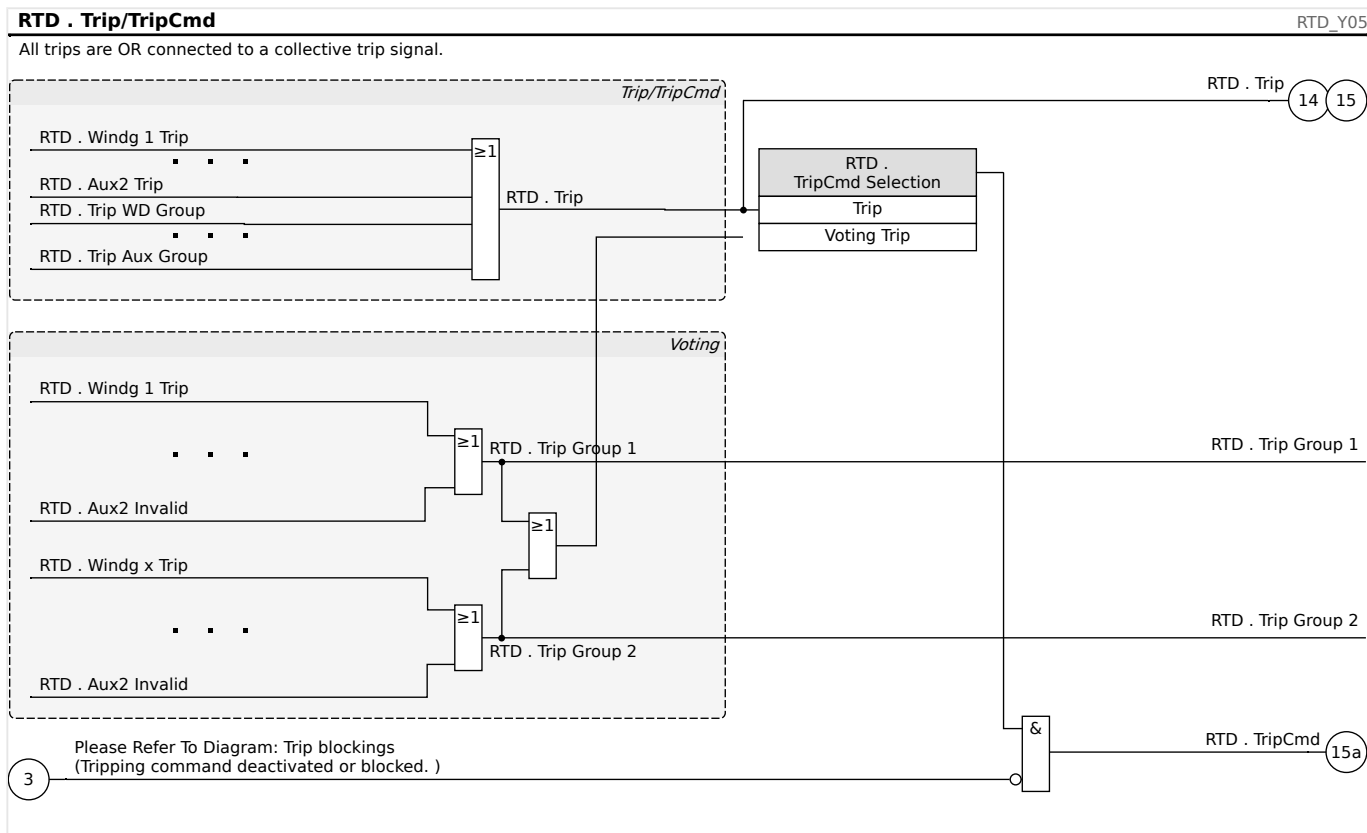 RTD . Trip/TripCmd
RTD_Y05
All trips are OR connected to a collective trip signal.
Trip/TripCmd
RTD . Trip
14
15
RTD . Windg 1 Trip
. . .
≥1
RTD . Aux2 Trip
RTD . Trip WD Group
. . .
RTD . Trip Aux Group
RTD . Trip
RTD .
TripCmd Selection
Trip
Voting Trip
Voting
RTD . Windg 1 Trip
. . .
RTD . Aux2 Invalid
≥1
RTD . Trip Group 1
RTD . Trip Group 1
≥1
RTD . Windg x Trip
. . .
RTD . Aux2 Invalid
≥1
RTD . Trip Group 2
RTD . Trip Group 2
3
Please Refer To Diagram: Trip blockings
(Tripping command deactivated or blocked. )
&
RTD . TripCmd
15a